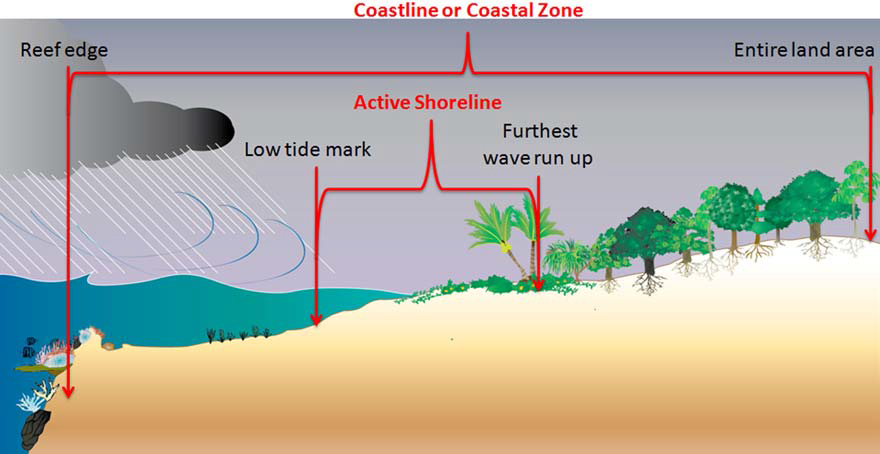 Coastline or Coastal Zone
Reef edge
Entire land area
Active Shoreline
Low tide mark
Furthest
wave run up